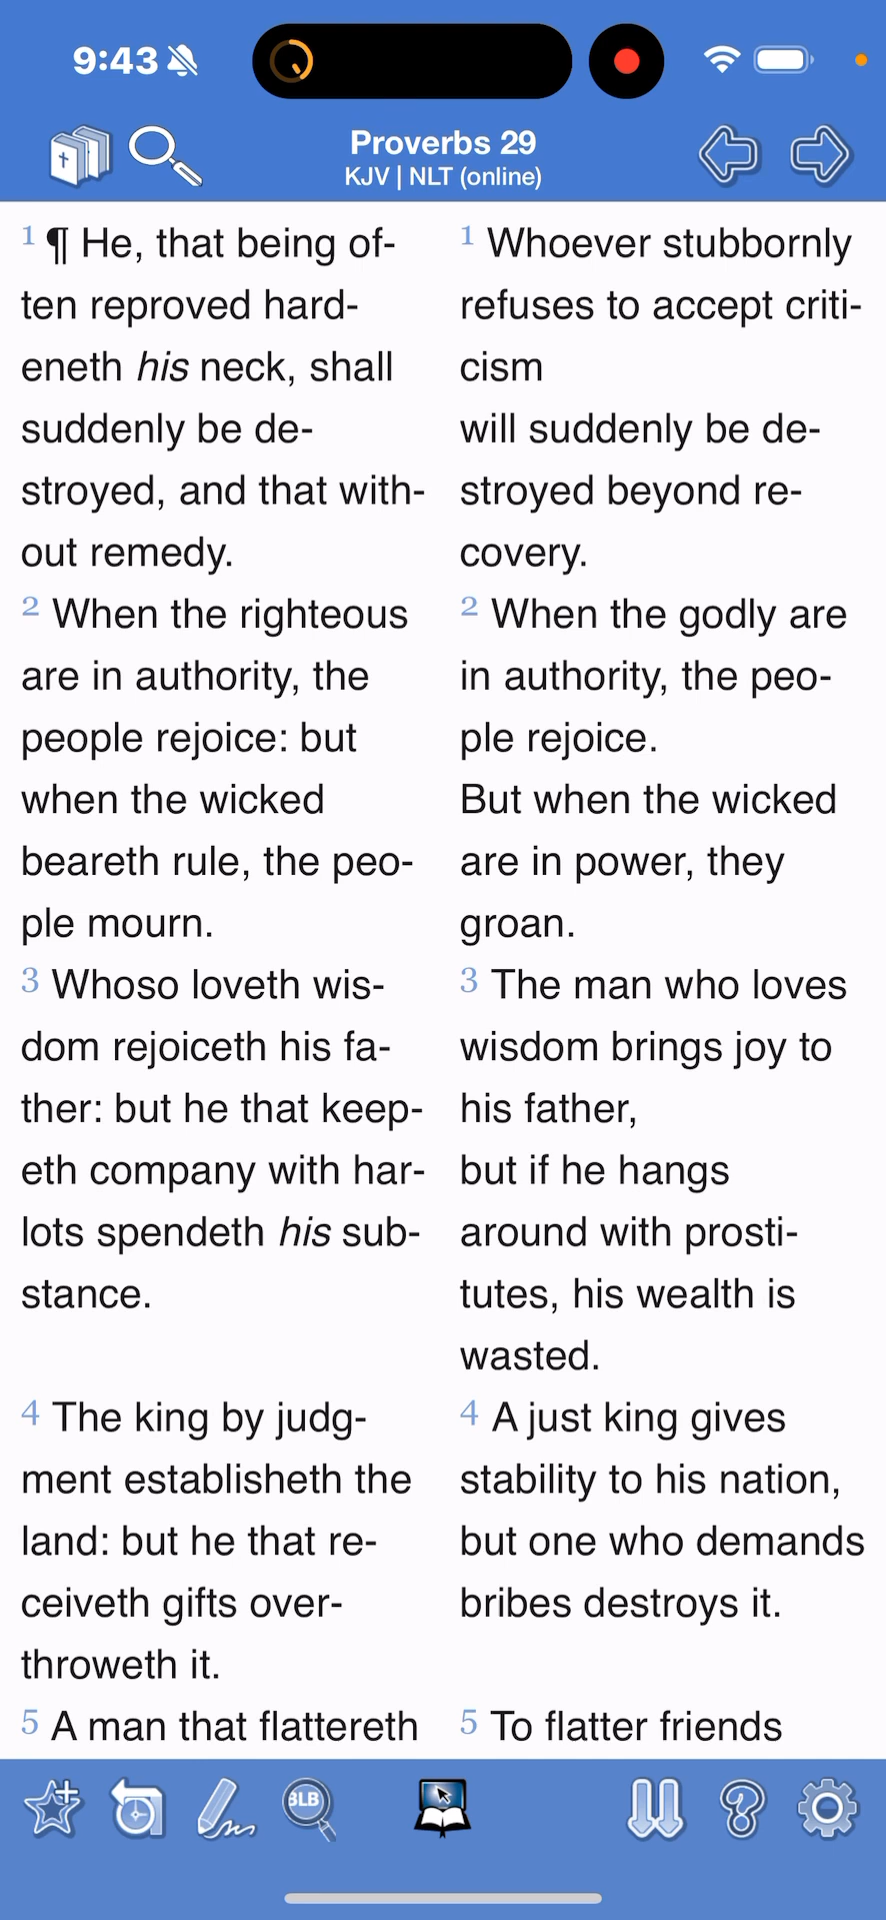 9:43
Proverbs 29
KJV | NLT (online)
1 ¶ He, that being of-
ten reproved hard-
eneth his neck, shall
suddenly be de-
stroyed, and that with-
out remedy.
2 When the righteous
are in authority, the
people rejoice: but
when the wicked
beareth rule, the peo-
ple mourn.
3 Whoso loveth wis-
dom rejoiceth his fa-
ther: but he that keep-
eth company with har-
lots spendeth his sub-
stance.
4 The king by judg-
ment establisheth the
land: but he that re-
ceiveth gifts over-
throweth it.
5 A man that flattereth
1 Whoever stubbornly
refuses to accept criti-
cism
will suddenly be de-
stroyed beyond re-
covery.
2 When the godly are
in authority, the peo-
ple rejoice.
But when the wicked
are in power, they
groan.
3 The man who loves
wisdom brings joy to
his father,
but if he hangs
around with prosti-
tutes, his wealth is
wasted.
4 A just king gives
stability to his nation,
but one who demands
bribes destroys it.
5 To flatter friends
BLB